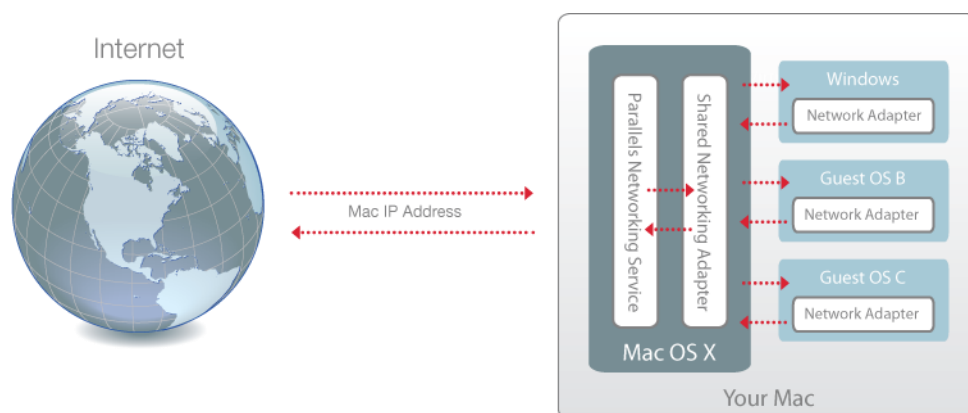 Internet
Mac IP Address
Parallels Networking Service
Shared Networking Adapter
Mac OS X
Windows
Network Adapter
Guest OS B
Network Adapter
Guest OS C
Network Adapter
Your Mac